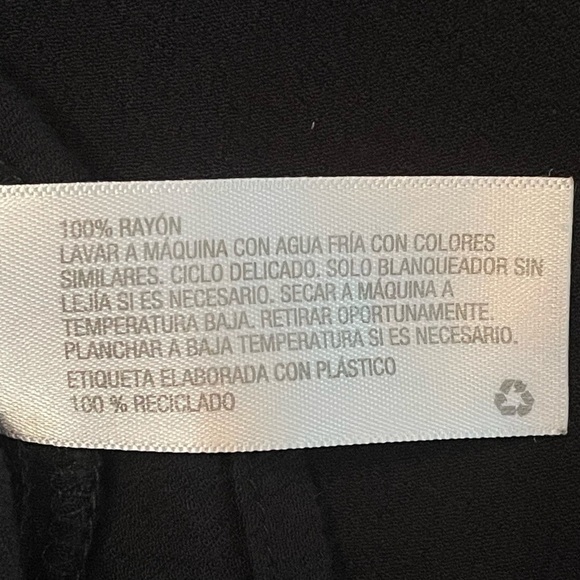 100% RAYÓN
LAVAR A MÁQUINA CON AGUA FRÍA CON COLORES
SIMILARES. CICLO DELICADO. SOLO BLANQUEADOR SIN
LEJÍA SI ES NECESARIO. SECAR A MÁQUINA A
TEMPERATURA BAJA. RETIRAR OPORTUNAMENTE.
PLANCHAR A BAJA TEMPERATURA SI ES NECESARIO.
ETIQUETA ELABORADA CON PLÁSTICO
100 % RECICLADO